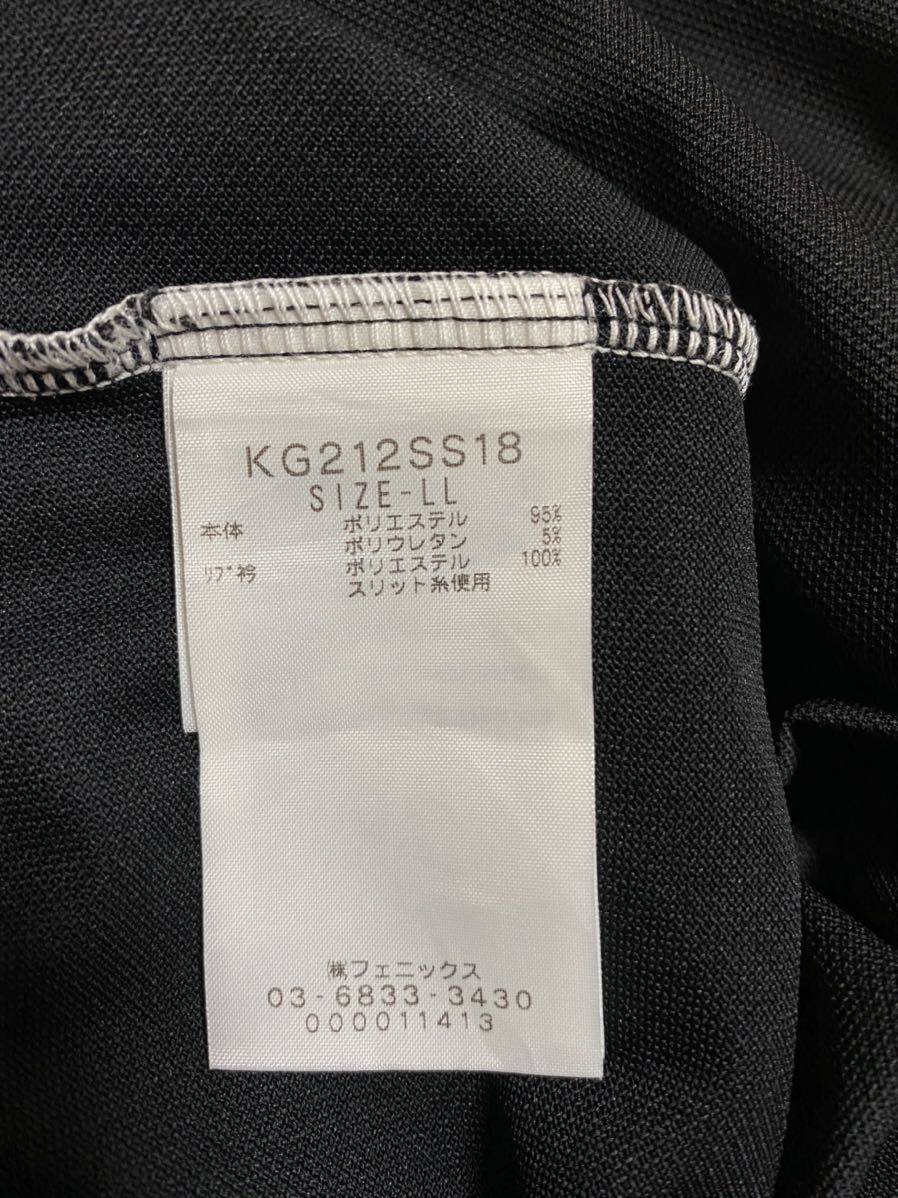 KG212SS18
SIZE-LL
本体 ポリエステル 95%
ポリウレタン 5%
リブ衿 ポリエステル 100%
スリット糸使用
㈱フェニックス
03-6833-3430
000011413